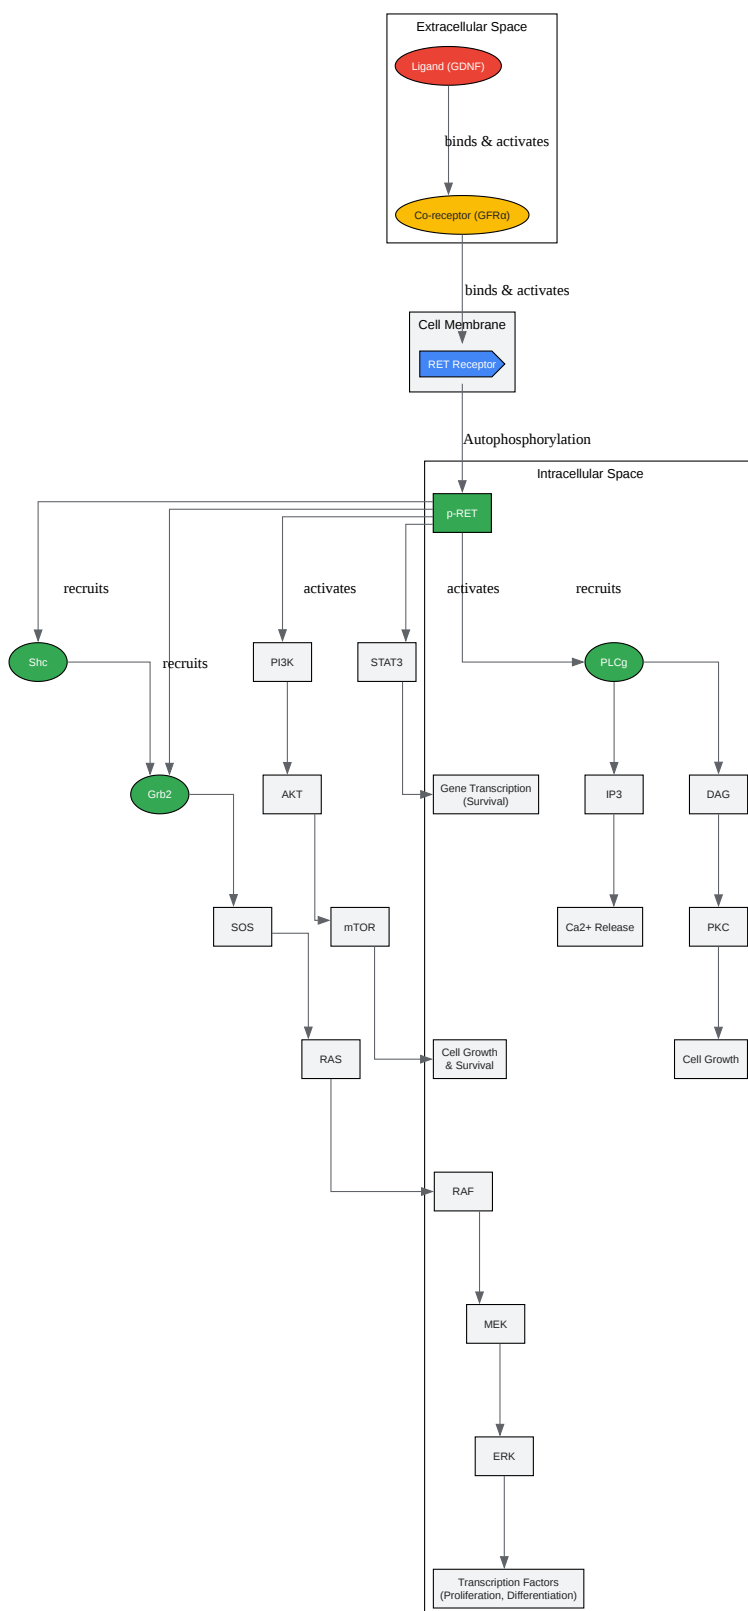 Extracellular Space
Ligand (GDNF)
binds & activates
Co-receptor (GFRα)
binds & activates
Cell Membrane
RET Receptor
Autophosphorylation
Intracellular Space
p-RET
recruits
activates
activates
recruits
Shc
recruits
PI3K
STAT3
PLCg
Grb2
AKT
Gene Transcription
(Survival)
IP3
DAG
SOS
mTOR
Ca2+ Release
PKC
RAS
Cell Growth
& Survival
Cell Growth
RAF
MEK
ERK
Transcription Factors
(Proliferation, Differentiation)